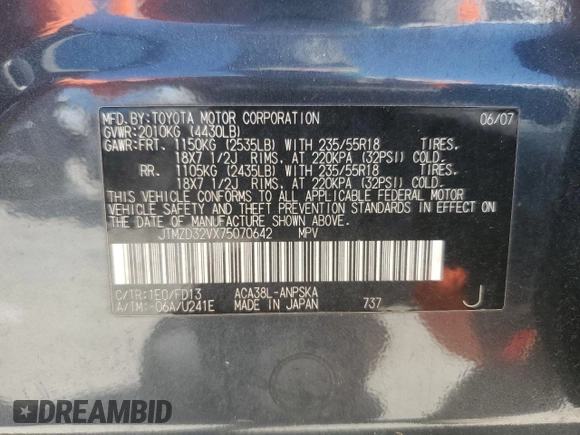 MFD. BY: TOYOTA MOTOR CORPORATION 06/07
GVWR: 2010KG (4430LB)
GAWR: FRT. 1150KG (2535LB) WITH 235/55R18 TIRES.
18X7 1/2J RIMS. AT 220KPA (32PSI) COLD.
RR. 1105KG (2435LB) WITH 235/55R18 TIRES.
18X7 1/2J RIMS. AT 220KPA (32PSI) COLD.
THIS VEHICLE CONFORMS TO ALL APPLICABLE FEDERAL MOTOR
VEHICLE SAFETY AND THEFT PREVENTION STANDARDS IN EFFECT ON
THE DATE OF MANUFACTURE SHOWN ABOVE.
JTMZD32VX75070642 MPV
C/TR: 1E0/FD13 ACA38L-ANPSKA
A/TM: -06A/U241E MADE IN JAPAN 737 J
DREAMBID